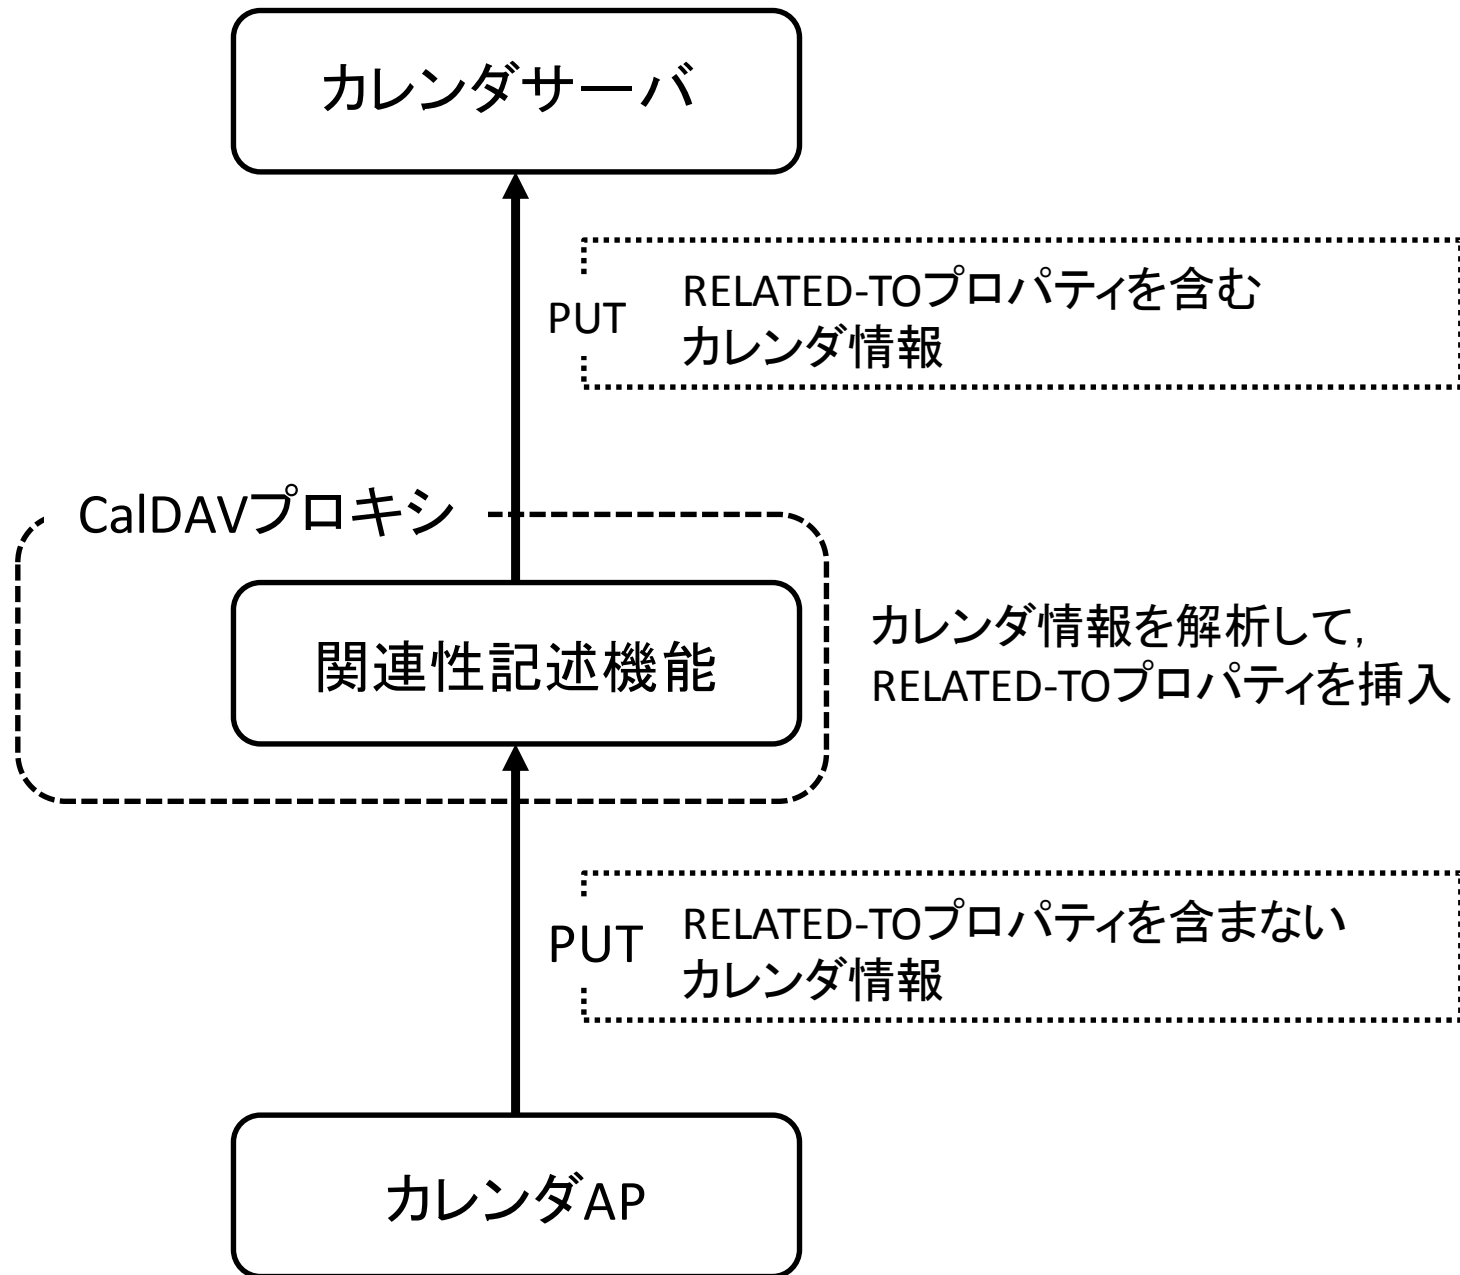 カレンダサーバ
PUT
RELATED-TOプロパティを含む
カレンダ情報
CalDAVプロキシ
関連性記述機能
カレンダ情報を解析して,
RELATED-TOプロパティを挿入
PUT
RELATED-TOプロパティを含まない
カレンダ情報
カレンダAP